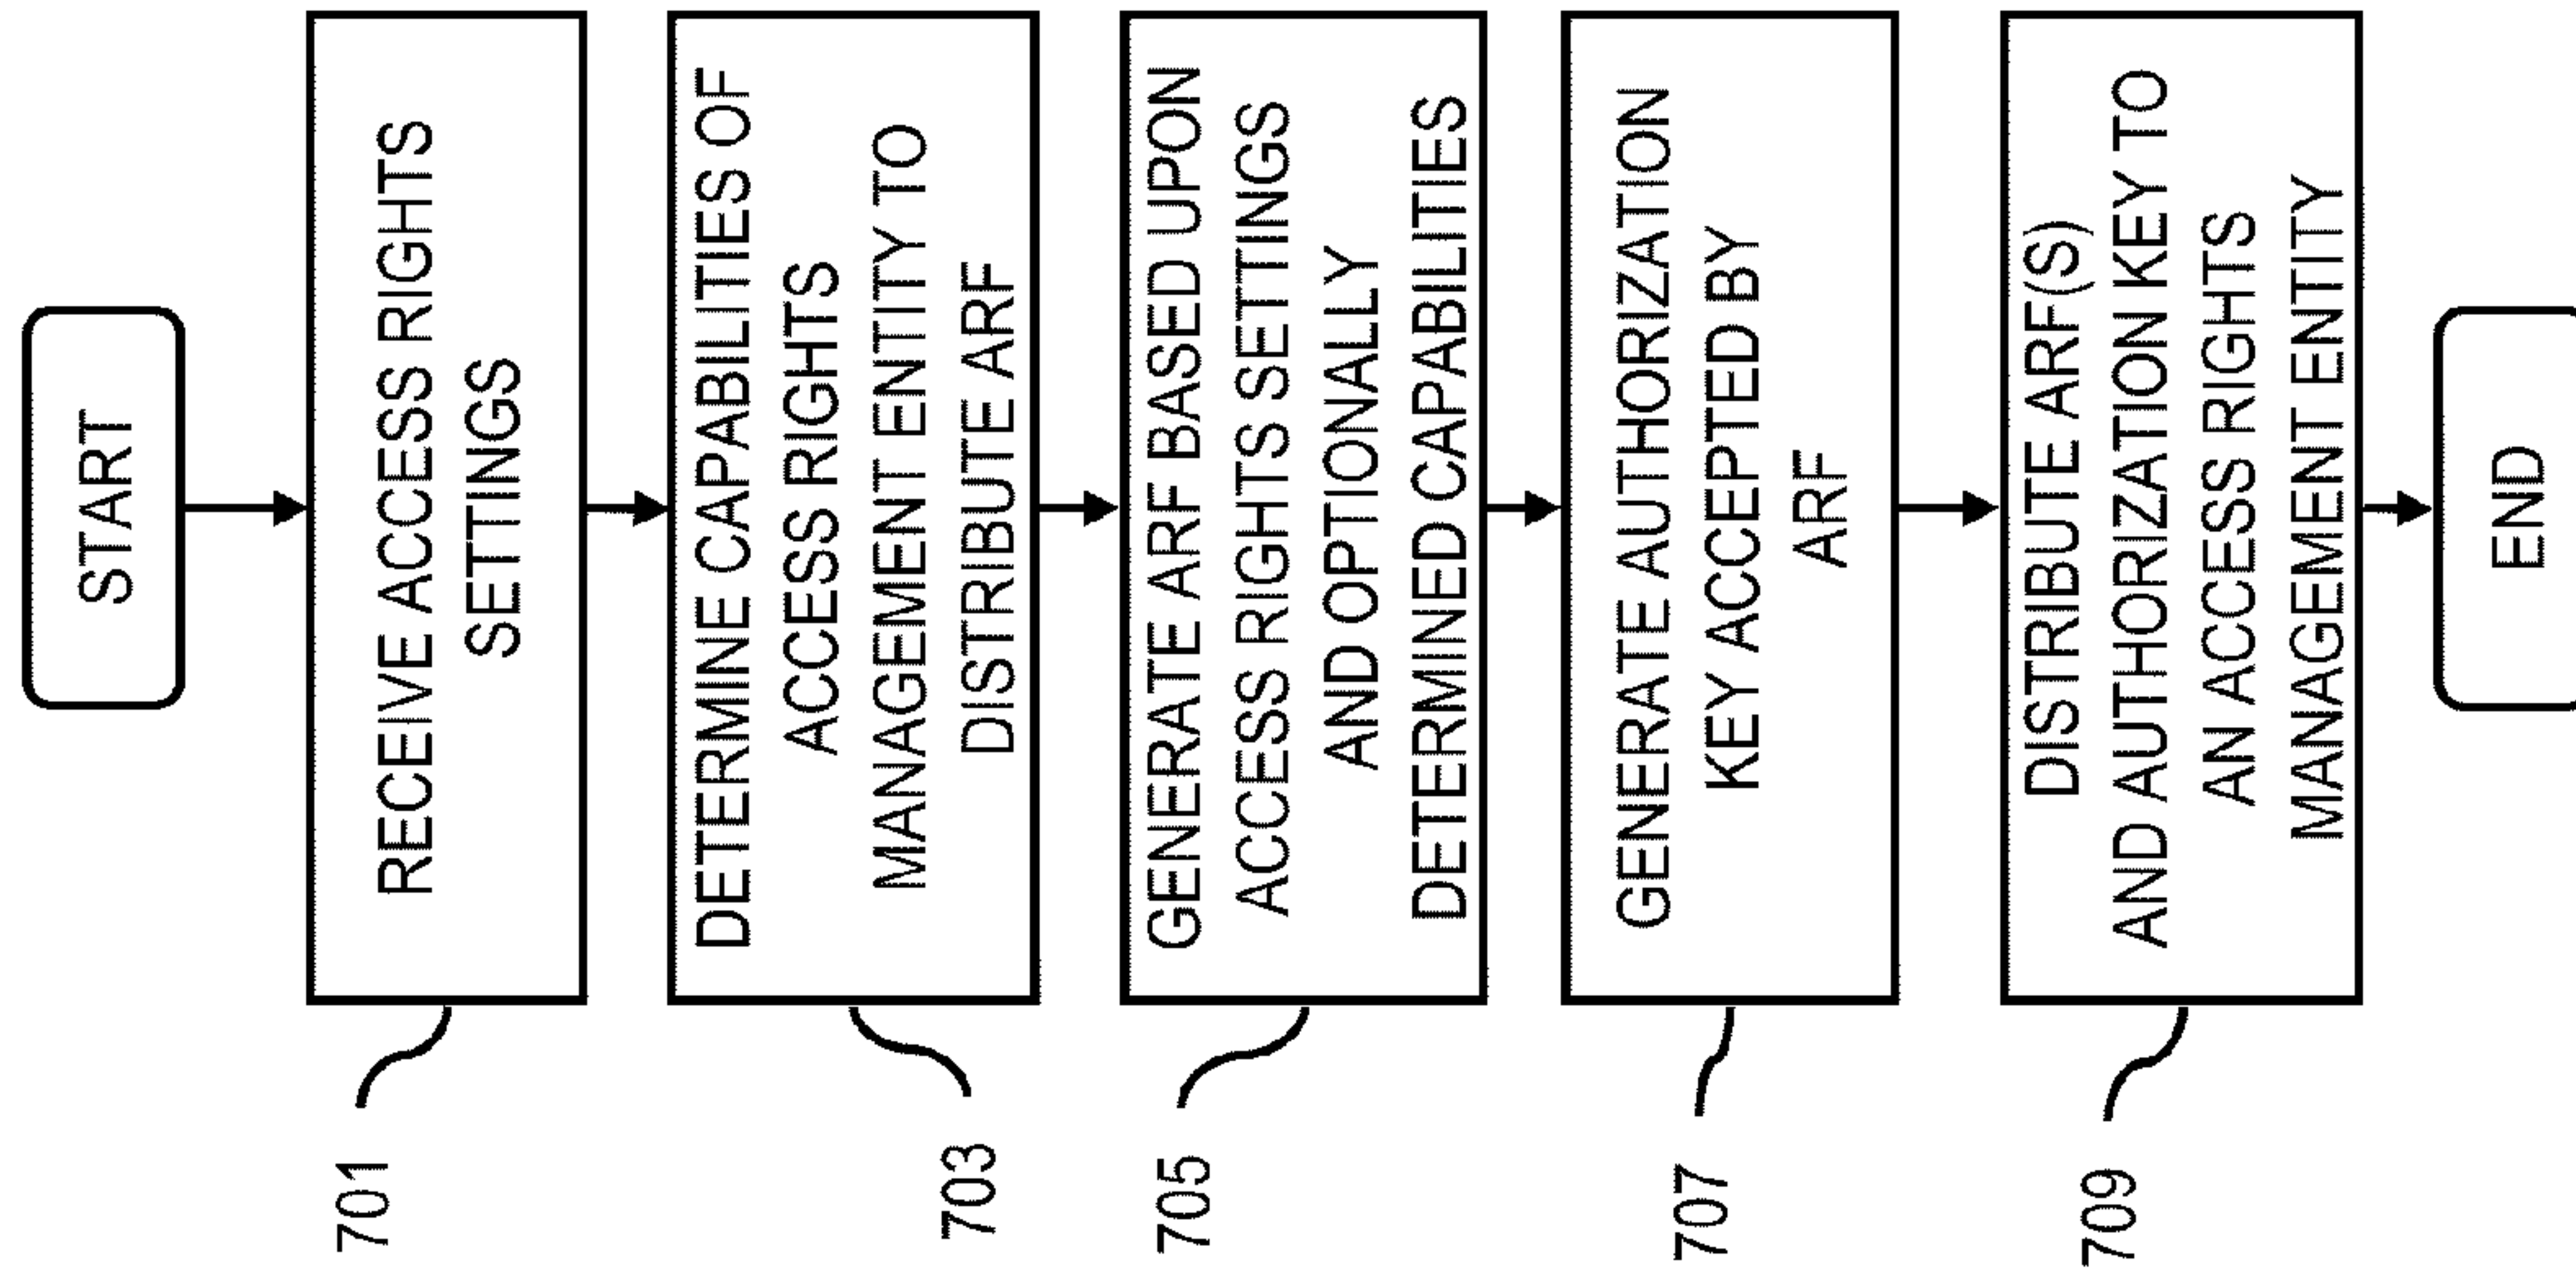 START
RECEIVE ACCESS RIGHTS
SETTINGS
701
DETERMINE CAPABILITIES OF
ACCESS RIGHTS
MANAGEMENT ENTITY TO
DISTRIBUTE ARF
703
GENERATE ARF BASED UPON
ACCESS RIGHTS SETTINGS
AND OPTIONALLY
DETERMINED CAPABILITIES
705
GENERATE AUTHORIZATION
KEY ACCEPTED BY
ARF
707
DISTRIBUTE ARF(S)
AND AUTHORIZATION KEY TO
AN ACCESS RIGHTS
MANAGEMENT ENTITY
709
END